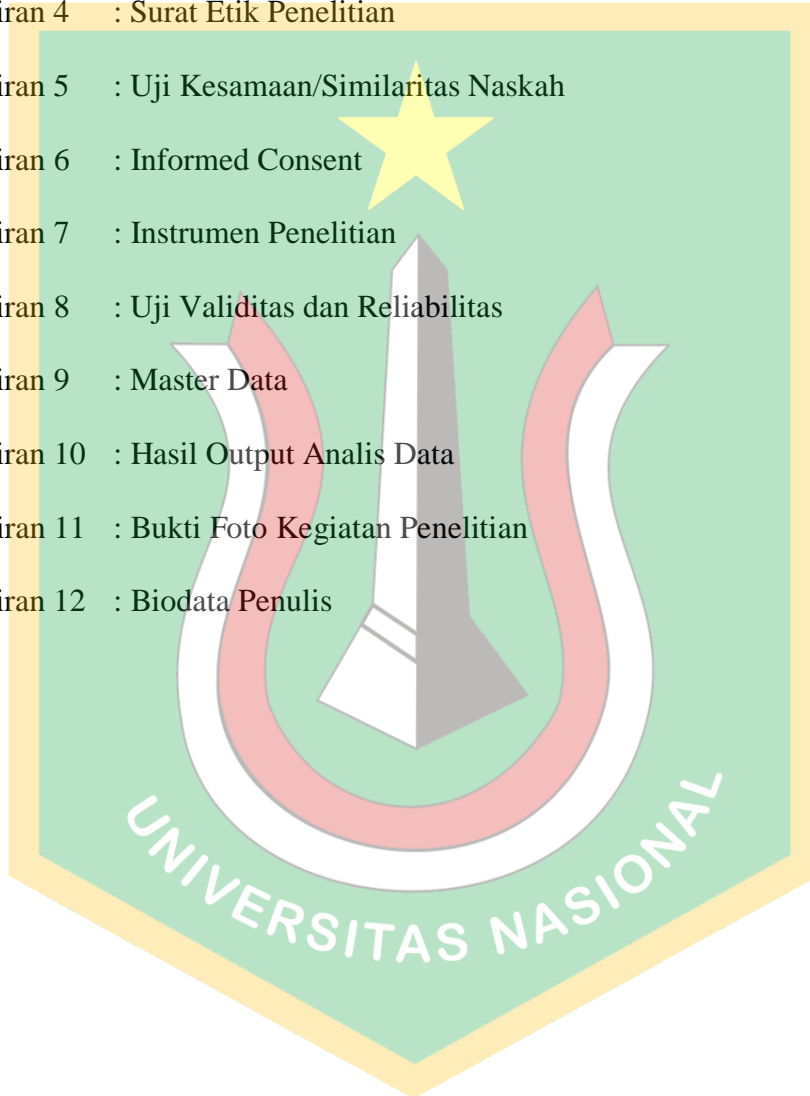 iran 4 : Surat Etik Penelitian
iran 5 : Uji Kesamaan/Similaritas Naskah
iran 6 : Informed Consent
iran 7 : Instrumen Penelitian
iran 8 : Uji Validitas dan Reliabilitas
iran 9 : Master Data
iran 10 : Hasil Output Analis Data
iran 11 : Bukti Foto Kegiatan Penelitian
iran 12 : Biodata Penulis
UNIVERSITAS NASIONAL